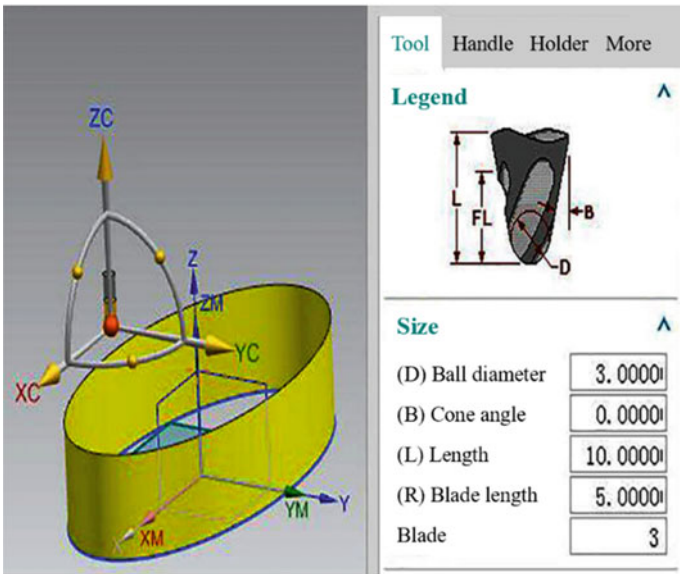 ZC
Z
ZM
YC
XC
YM
Y
X
XM
Tool Handle Holder More
Legend
L
FL
B
D
Size
(D) Ball diameter 3.0000
(B) Cone angle 0.0000
(L) Length 10.0000
(R) Blade length 5.0000
Blade 3